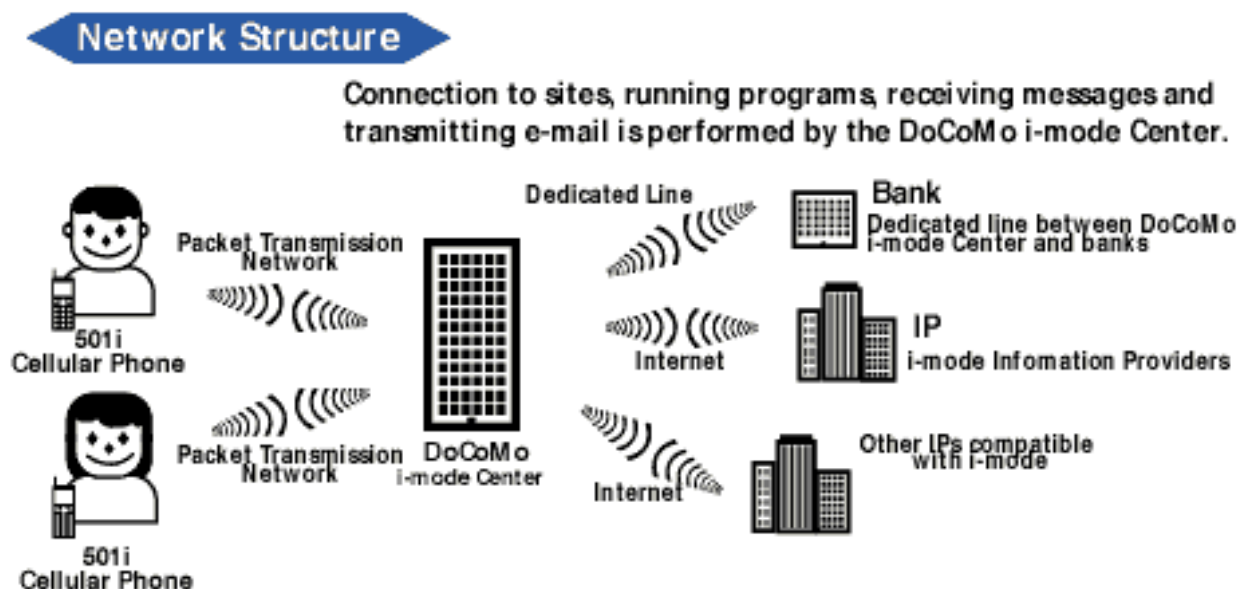 Network Structure
Connection to sites, running programs, receiving messages and
transmitting e-mail is performed by the DoCoMo i-mode Center.
501i
Cellular Phone
Packet Transmission
Network
501i
Cellular Phone
Packet Transmission
Network
DoCoMo
i-mode Center
Dedicated Line
Bank
Dedicated line between DoCoMo
i-mode Center and banks
Internet
IP
i-mode Infomation Providers
Internet
Other IPs compatible
with i-mode